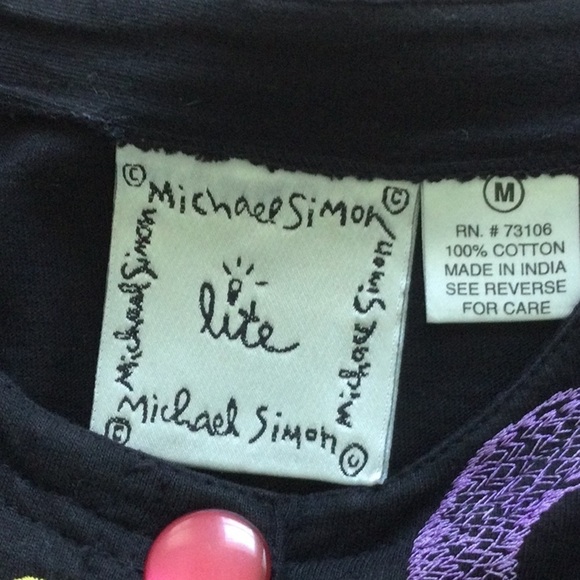 © Michael Simon ©
Michael Simon
Michael Simon
lite
© Michael Simon ©
M
RN. # 73106
100% COTTON
MADE IN INDIA
SEE REVERSE
FOR CARE